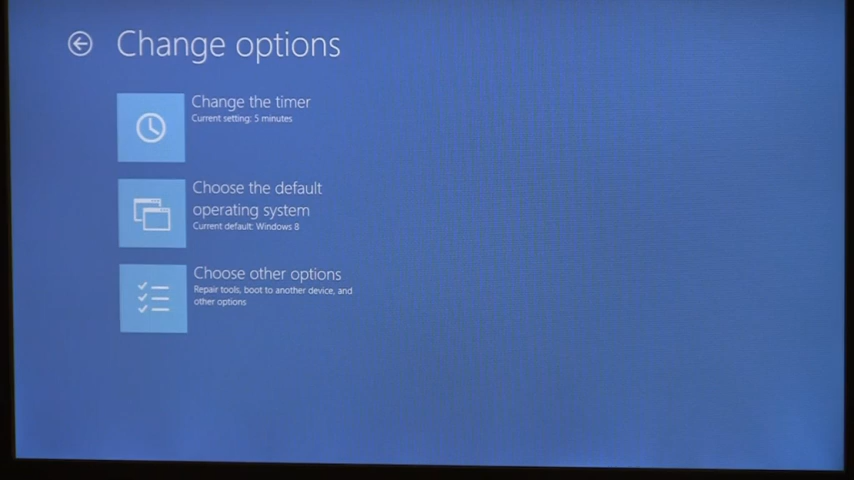 Change options
Change the timer
Current setting: 5 minutes
Choose the default
operating system
Current default: Windows 8
Choose other options
Repair tools, boot to another device, and
other options